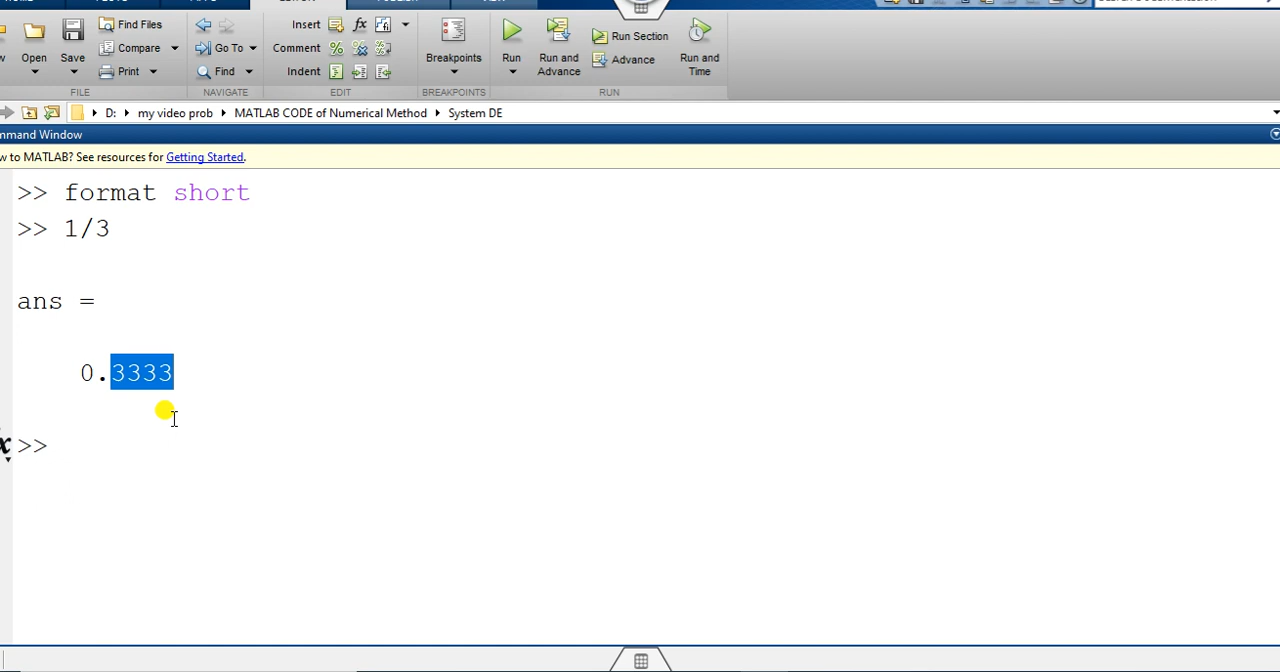 Find Files
Insert
fx
Compare
Go To
Comment
Run Section
Open
Save
Breakpoints
Run
Run and
Advance
Advance
Run and
Time
Print
Find
Indent
FILE
NAVIGATE
EDIT
BREAKPOINTS
RUN
D: my video prob MATLAB CODE of Numerical Method System DE
mmand Window
w to MATLAB? See resources for Getting Started.
>> format short
>> 1/3
ans =
0.3333
>>